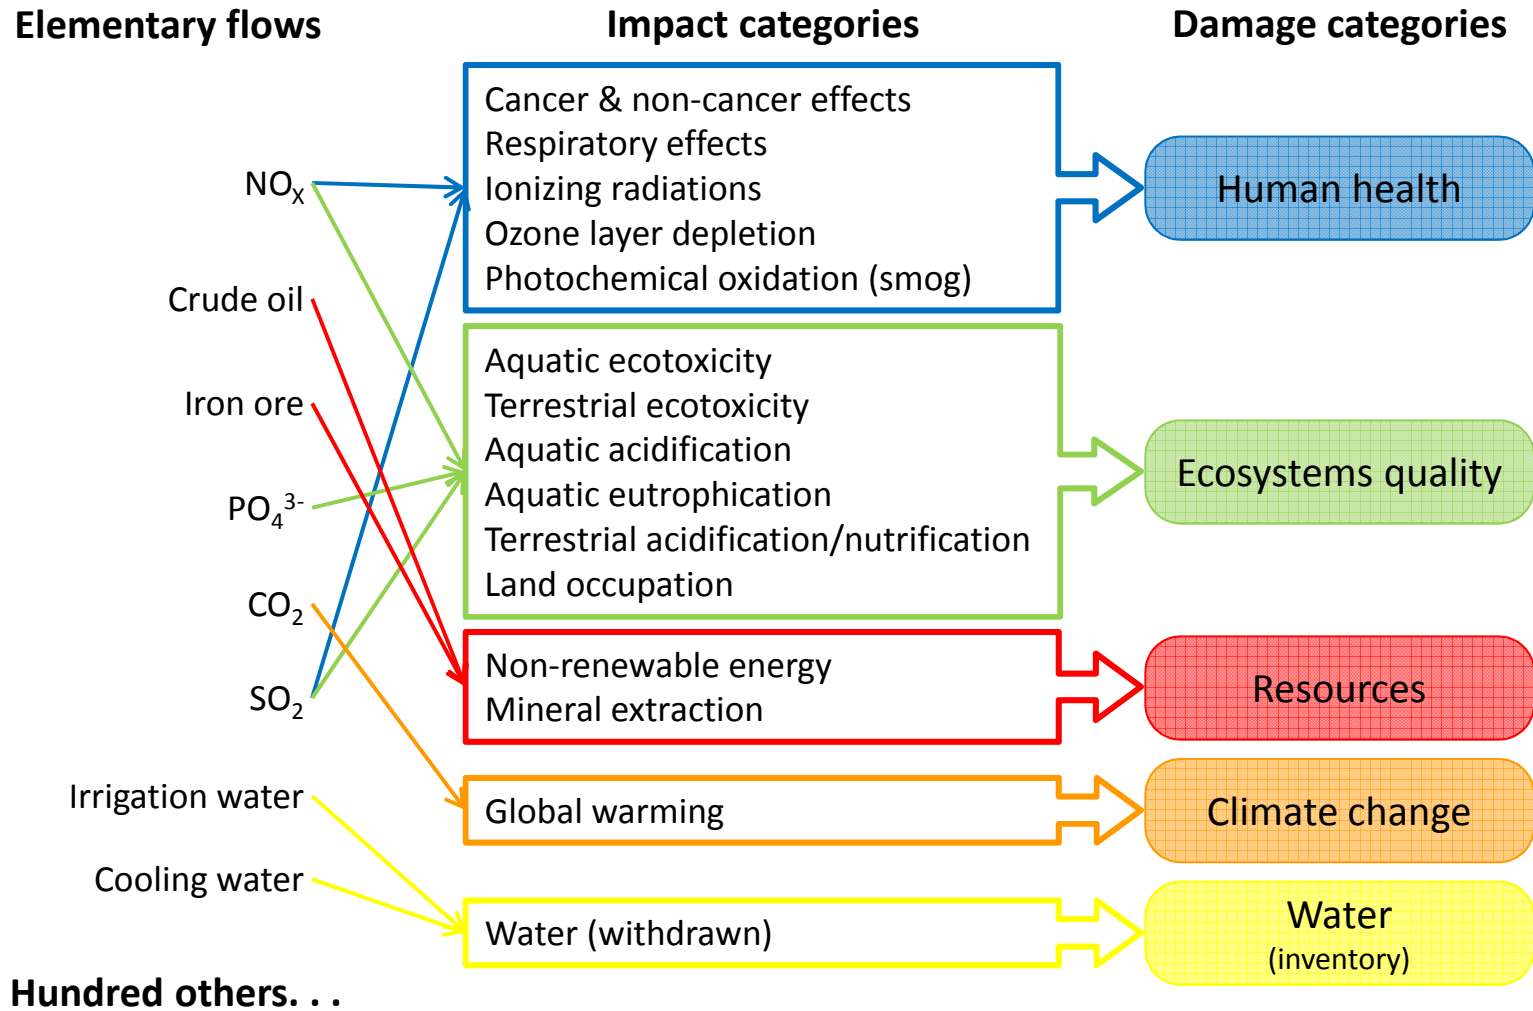 Elementary flows
Impact categories
Damage categories
NOX
Crude oil
Iron ore
PO4 3-
CO2
SO2
Irrigation water
Cooling water
Hundred others. . .
Cancer & non-cancer effects
Respiratory effects
Ionizing radiations
Ozone layer depletion
Photochemical oxidation (smog)
Aquatic ecotoxicity
Terrestrial ecotoxicity
Aquatic acidification
Aquatic eutrophication
Terrestrial acidification/nutrification
Land occupation
Non-renewable energy
Mineral extraction
Global warming
Water (withdrawn)
Human health
Ecosystems quality
Resources
Climate change
Water
(inventory)